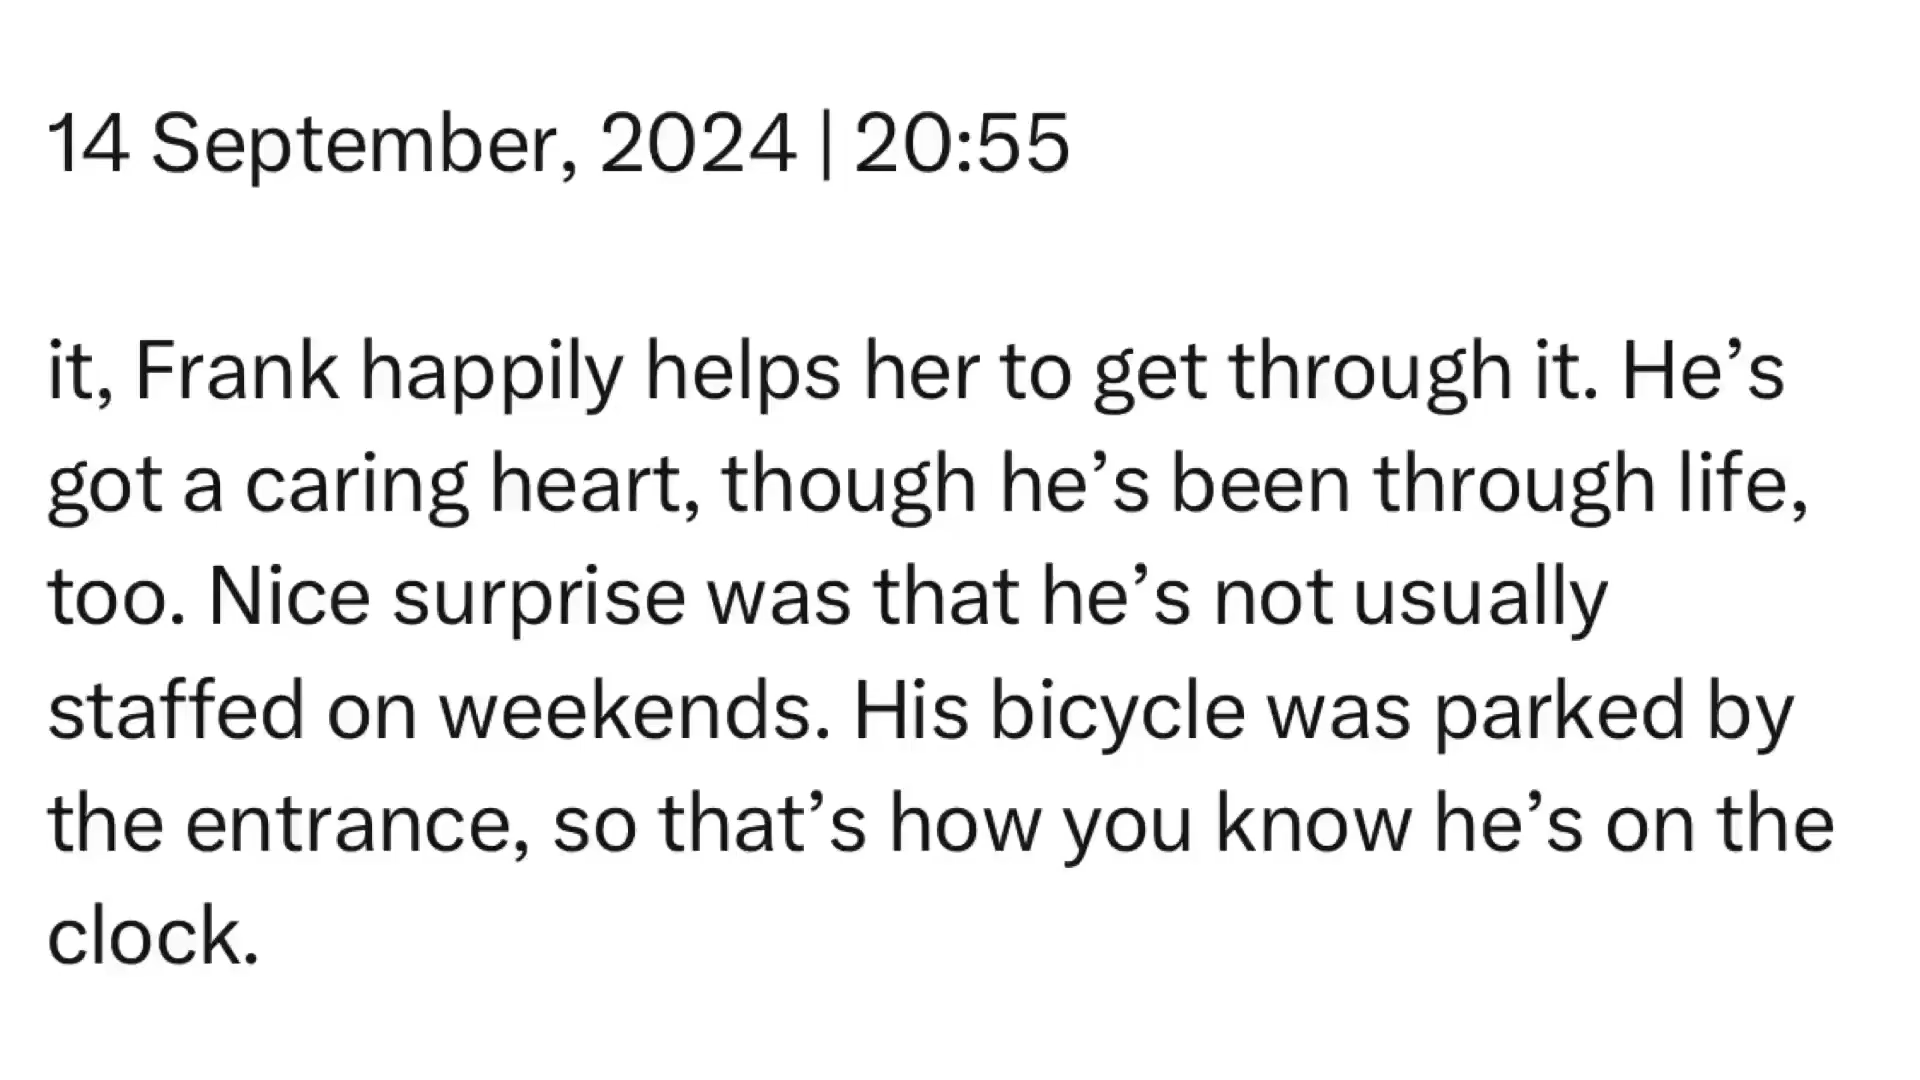 14 September, 2024 | 20:55
it, Frank happily helps her to get through it. He’s
got a caring heart, though he’s been through life,
too. Nice surprise was that he’s not usually
staffed on weekends. His bicycle was parked by
the entrance, so that’s how you know he’s on the
clock.